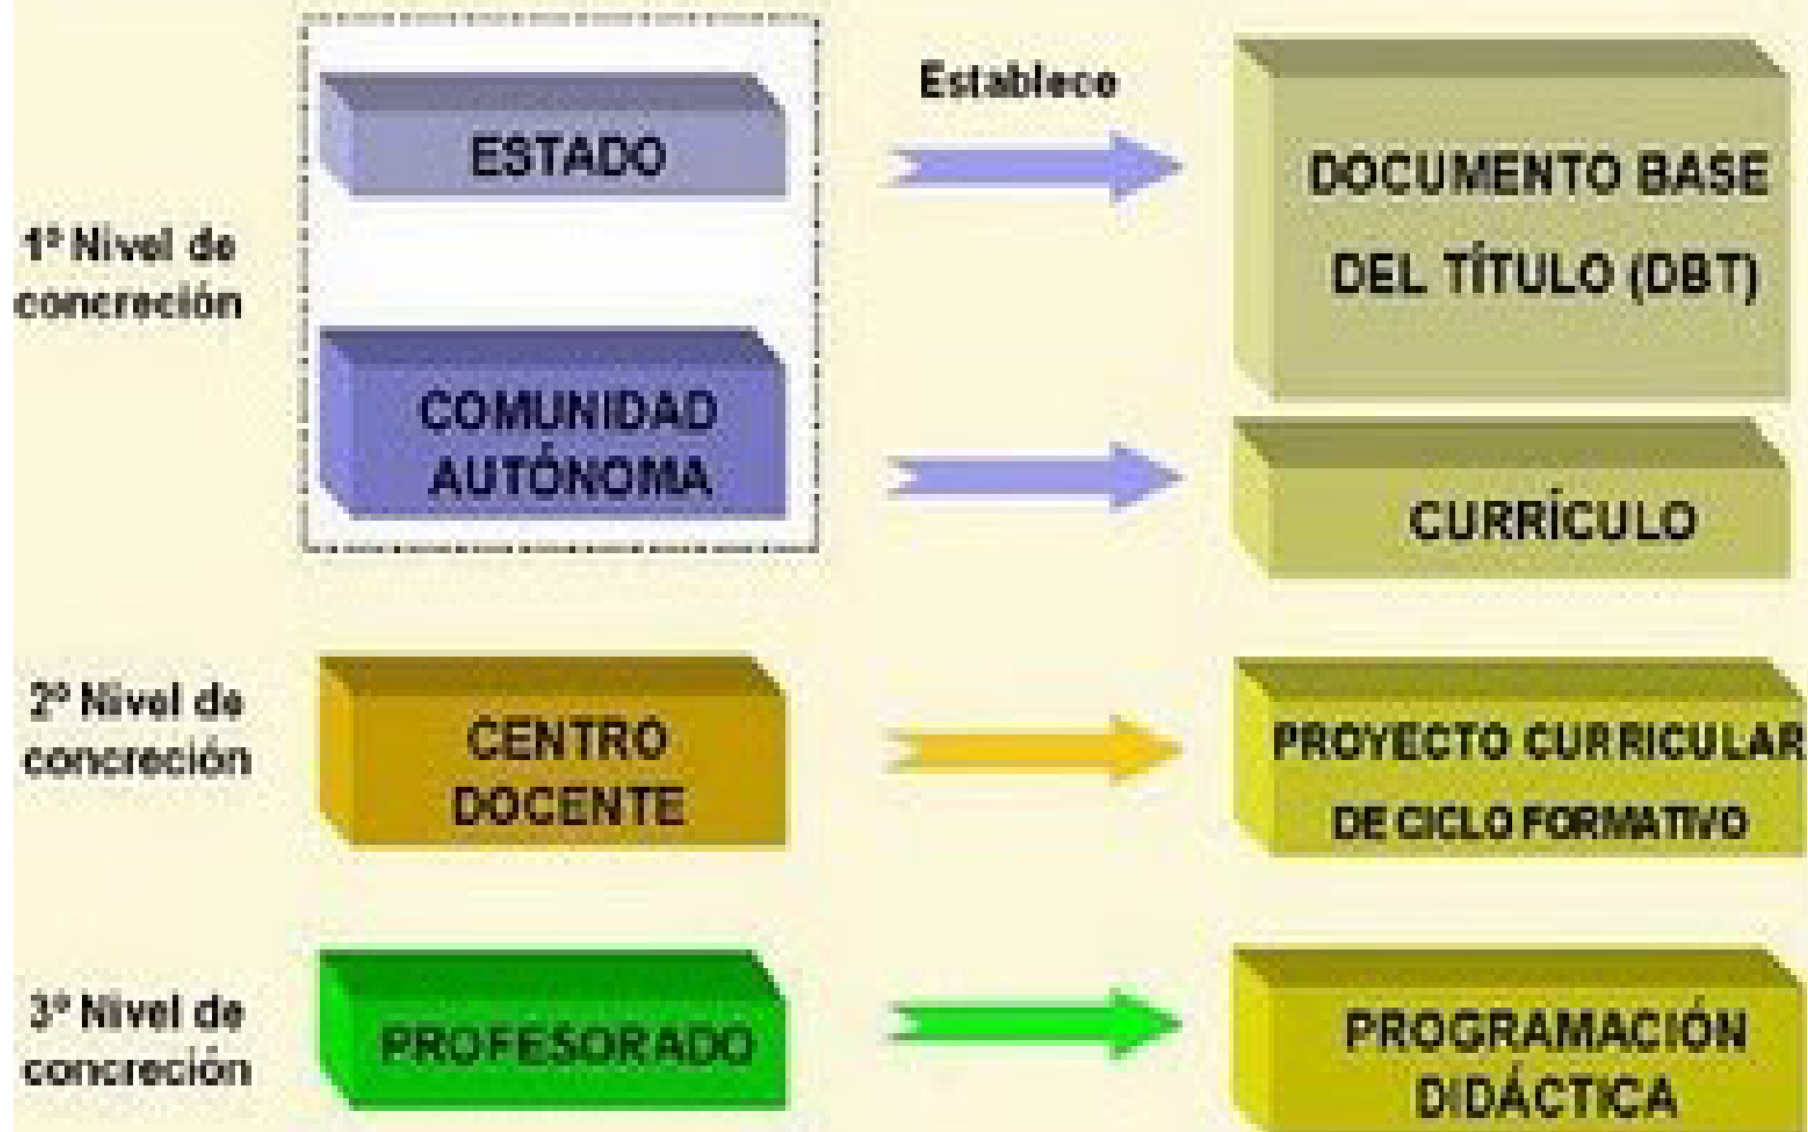 ESTADO
Establece
DOCUMENTO BASE
DEL TÍTULO (DBT)
1º Nivel de
concreción
COMUNIDAD
AUTÓNOMA
CURRÍCULO
2º Nivel de
concreción
CENTRO
DOCENTE
PROYECTO CURRICULAR
DE CICLO FORMATIVO
3º Nivel de
concreción
PROFESORADO
PROGRAMACIÓN
DIDÁCTICA